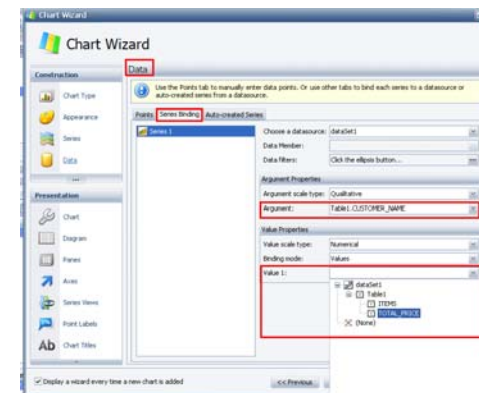 Chart Wizard
Chart Wizard
Construction
Chart Type
Appearance
Series
Data
Presentation
Chart
Diagram
Panes
Axes
Series Views
Point Labels
Chart Titles
Data
Use the Points tab to manually enter data points. Or use other tabs to bind each series to a datasource or
auto-created series from a datasource.
Points Series Binding Auto-created Series
Series 1
Choose a datasource: dataSet1
Data Member:
Data filters: Click the ellipsis button...
Argument Properties
Argument scale type: Qualitative
Argument: Table1.CUSTOMER_NAME
Value Properties
Value scale type: Numerical
Binding mode: Values
Value 1:
dataSet1
Table1
ITEMS
TOTAL_PRICE
(None)
Display a wizard every time a new chart is added
<< Previous